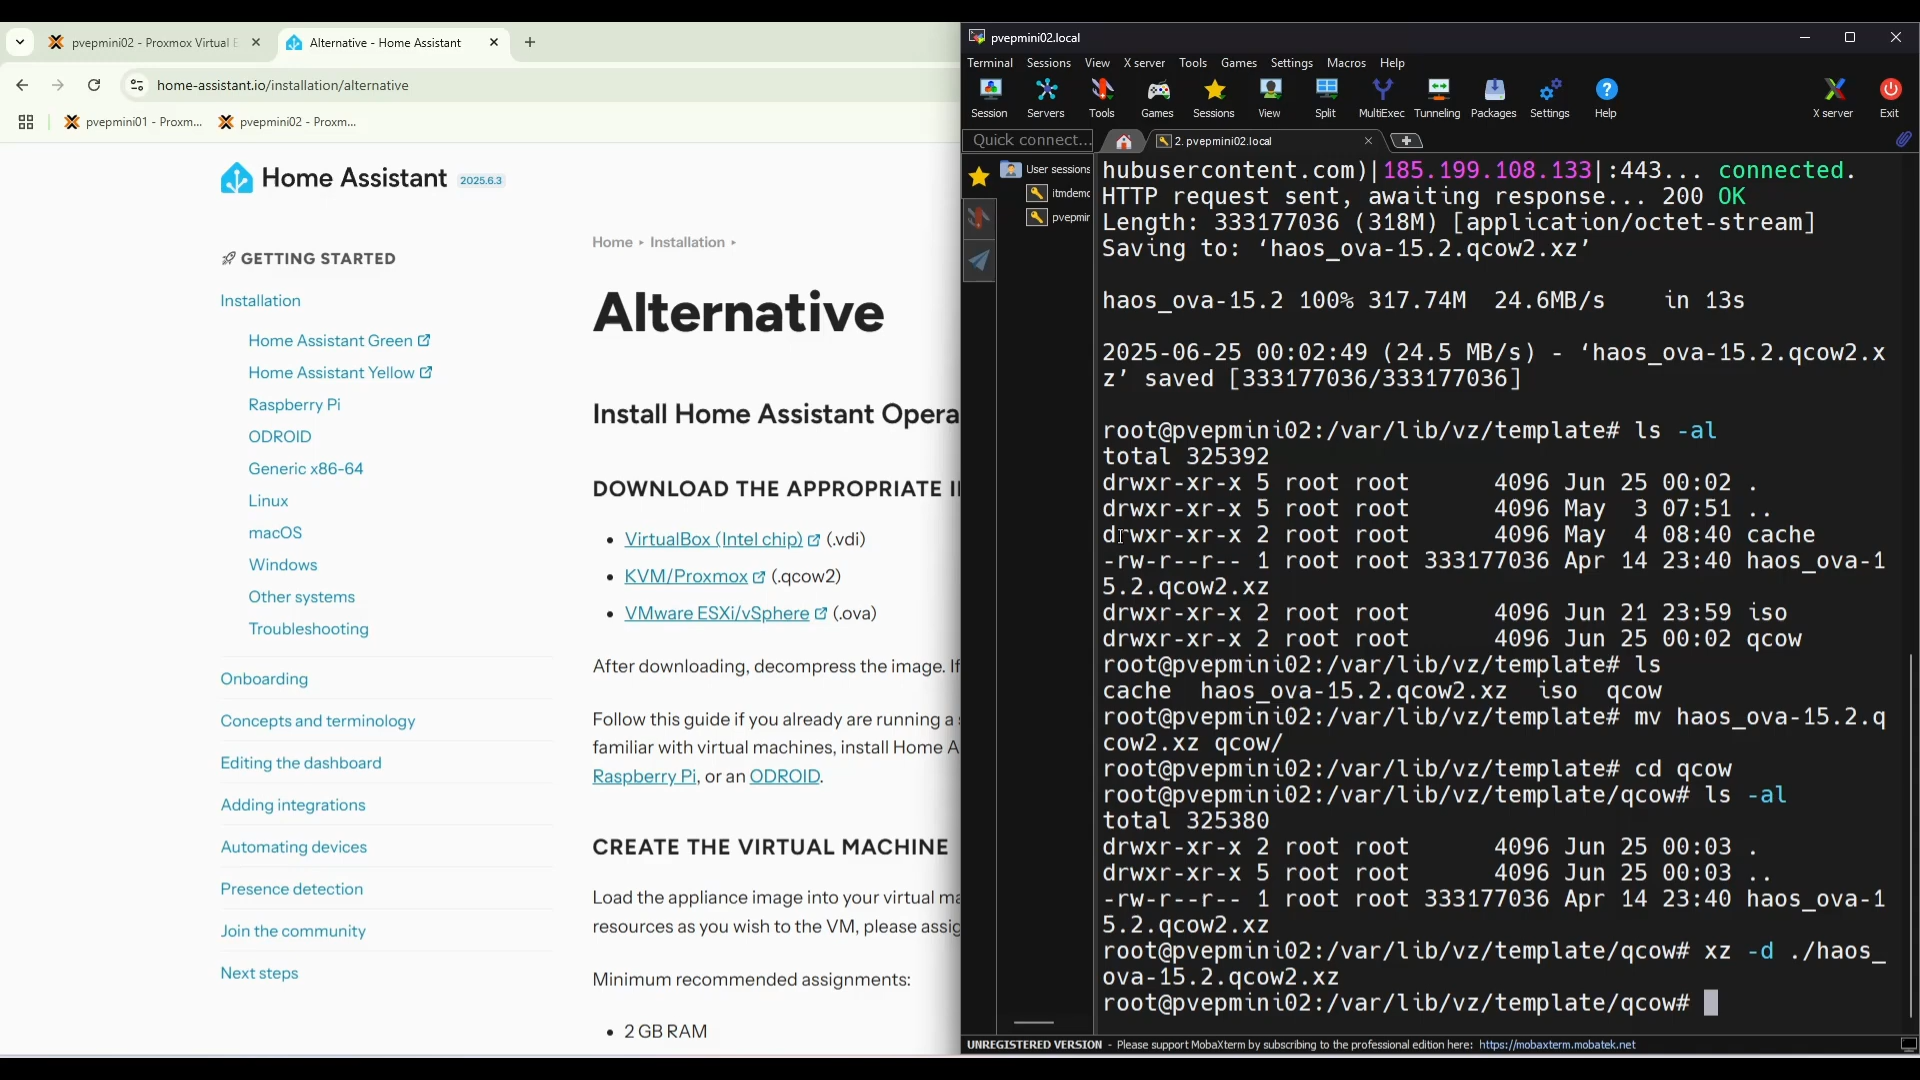 pvepmini02 - Proxmox Virtual E
Alternative - Home Assistant
home-assistant.io/installation/alternative
pvepmini01 - Proxm...
pvepmini02 - Proxm...
Home Assistant 2025.6.3
GETTING STARTED
Installation
Home Assistant Green
Home Assistant Yellow
Raspberry Pi
ODROID
Generic x86-64
Linux
macOS
Windows
Other systems
Troubleshooting
Onboarding
Concepts and terminology
Editing the dashboard
Adding integrations
Automating devices
Presence detection
Join the community
Next steps
Home ▸ Installation ▸
Alternative
Install Home Assistant Opera
DOWNLOAD THE APPROPRIATE I
• VirtualBox (Intel chip) (.vdi)
• KVM/Proxmox (.qcow2)
• VMware ESXi/vSphere (.ova)
After downloading, decompress the image. If
Follow this guide if you already are running a s
familiar with virtual machines, install Home A
Raspberry Pi, or an ODROID.
CREATE THE VIRTUAL MACHINE
Load the appliance image into your virtual ma
resources as you wish to the VM, please assig
Minimum recommended assignments:
• 2 GB RAM
pvepmini02.local
Terminal Sessions View X server Tools Games Settings Macros Help
Session Servers Tools Games Sessions View Split MultiExec Tunneling Packages Settings Help X server Exit
Quick connect...
2. pvepmini02.local
User sessions
itmdemo
pvepmir
hubusercontent.com)|185.199.108.133|:443... connected.
HTTP request sent, awaiting response... 200 OK
Length: 333177036 (318M) [application/octet-stream]
Saving to: ‘haos_ova-15.2.qcow2.xz’
haos_ova-15.2 100% 317.74M 24.6MB/s in 13s
2025-06-25 00:02:49 (24.5 MB/s) - ‘haos_ova-15.2.qcow2.x
z’ saved [333177036/333177036]
root@pvepmini02:/var/lib/vz/template# ls -al
total 325392
drwxr-xr-x 5 root root 4096 Jun 25 00:02 .
drwxr-xr-x 5 root root 4096 May 3 07:51 ..
drwxr-xr-x 2 root root 4096 May 4 08:40 cache
-rw-r--r-- 1 root root 333177036 Apr 14 23:40 haos_ova-1
5.2.qcow2.xz
drwxr-xr-x 2 root root 4096 Jun 21 23:59 iso
drwxr-xr-x 2 root root 4096 Jun 25 00:02 qcow
root@pvepmini02:/var/lib/vz/template# ls
cache haos_ova-15.2.qcow2.xz iso qcow
root@pvepmini02:/var/lib/vz/template# mv haos_ova-15.2.q
cow2.xz qcow/
root@pvepmini02:/var/lib/vz/template# cd qcow
root@pvepmini02:/var/lib/vz/template/qcow# ls -al
total 325380
drwxr-xr-x 2 root root 4096 Jun 25 00:03 .
drwxr-xr-x 5 root root 4096 Jun 25 00:03 ..
-rw-r--r-- 1 root root 333177036 Apr 14 23:40 haos_ova-1
5.2.qcow2.xz
root@pvepmini02:/var/lib/vz/template/qcow# xz -d ./haos_
ova-15.2.qcow2.xz
root@pvepmini02:/var/lib/vz/template/qcow#
UNREGISTERED VERSION - Please support MobaXterm by subscribing to the professional edition here: https://mobaxterm.mobatek.net